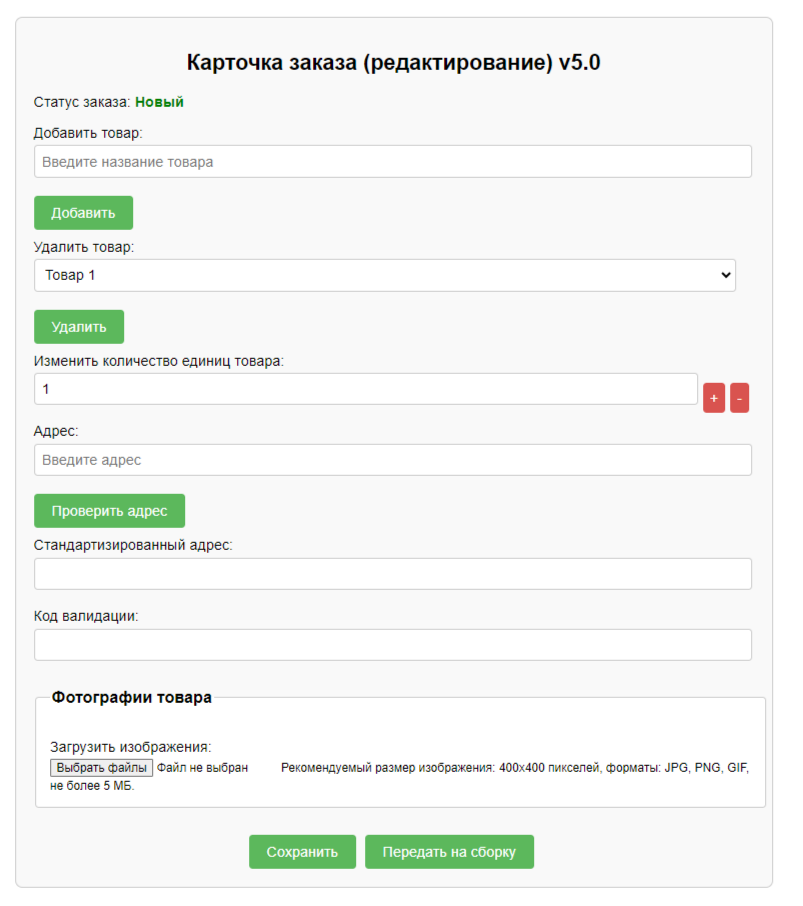 Карточка заказа (редактирование) v5.0
Статус заказа: Новый
Добавить товар:
Введите название товара
Добавить
Удалить товар:
Товар 1
Удалить
Изменить количество единиц товара:
1
+ -
Адрес:
Введите адрес
Проверить адрес
Стандартизированный адрес:
Код валидации:
Фотографии товара
Загрузить изображения:
Выбрать файлы Файл не выбран Рекомендуемый размер изображения: 400x400 пикселей, форматы: JPG, PNG, GIF,
не более 5 МБ.
Сохранить Передать на сборку